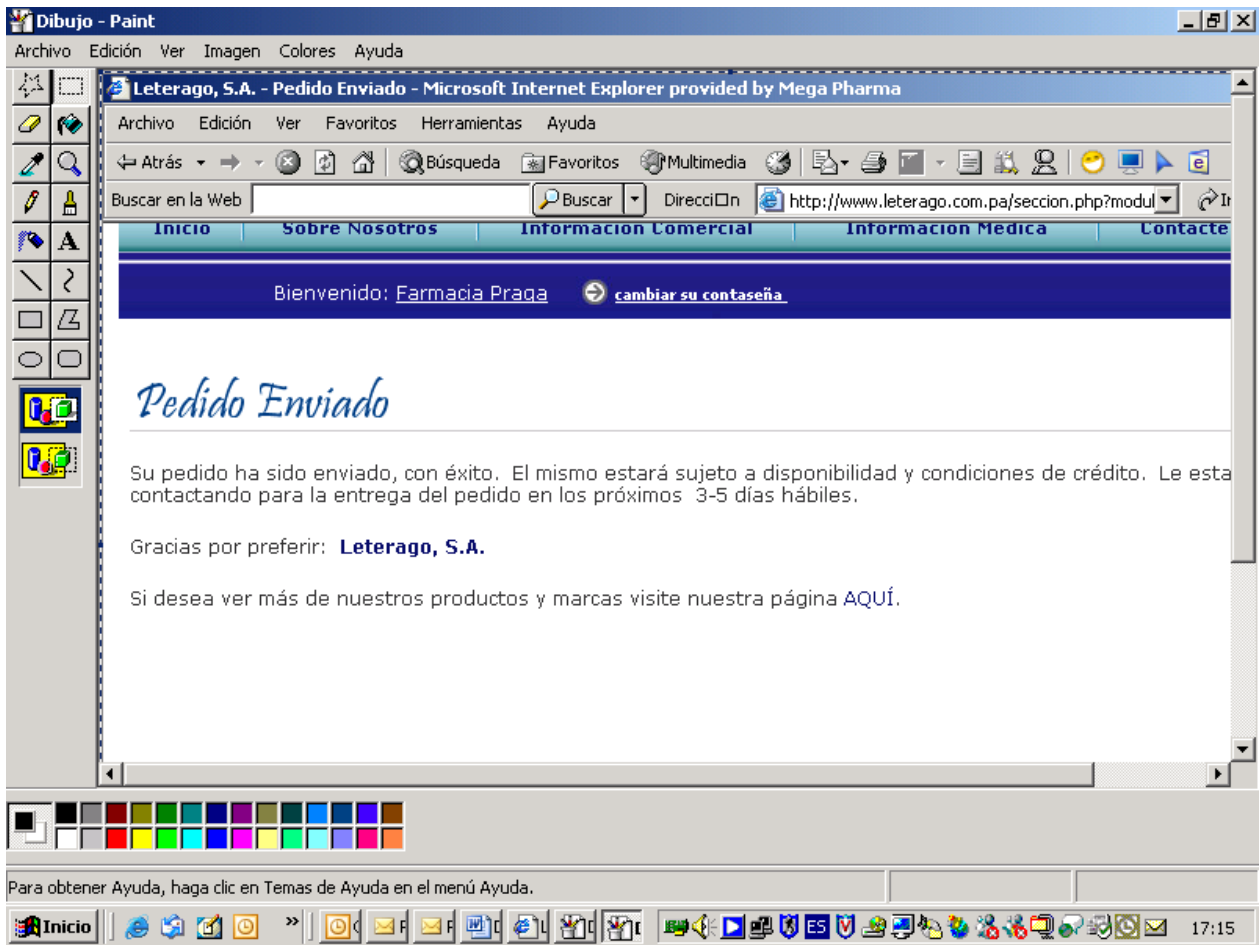 Dibujo - Paint
Archivo Edición Ver Imagen Colores Ayuda
Leterago, S.A. - Pedido Enviado - Microsoft Internet Explorer provided by Mega Pharma
Archivo Edición Ver Favoritos Herramientas Ayuda
Atrás Búsqueda Favoritos Multimedia
Buscar en la Web Buscar Direcci□n http://www.leterago.com.pa/seccion.php?modul Ir
Inicio Sobre Nosotros Informacion Comercial Informacion Medica Contacte
Bienvenido: Farmacia Praga cambiar su contaseña
Pedido Enviado
Su pedido ha sido enviado, con éxito. El mismo estará sujeto a disponibilidad y condiciones de crédito. Le esta
contactando para la entrega del pedido en los próximos 3-5 días hábiles.
Gracias por preferir: Leterago, S.A.
Si desea ver más de nuestros productos y marcas visite nuestra página AQUÍ.
Para obtener Ayuda, haga clic en Temas de Ayuda en el menú Ayuda.
Inicio » ES 17:15